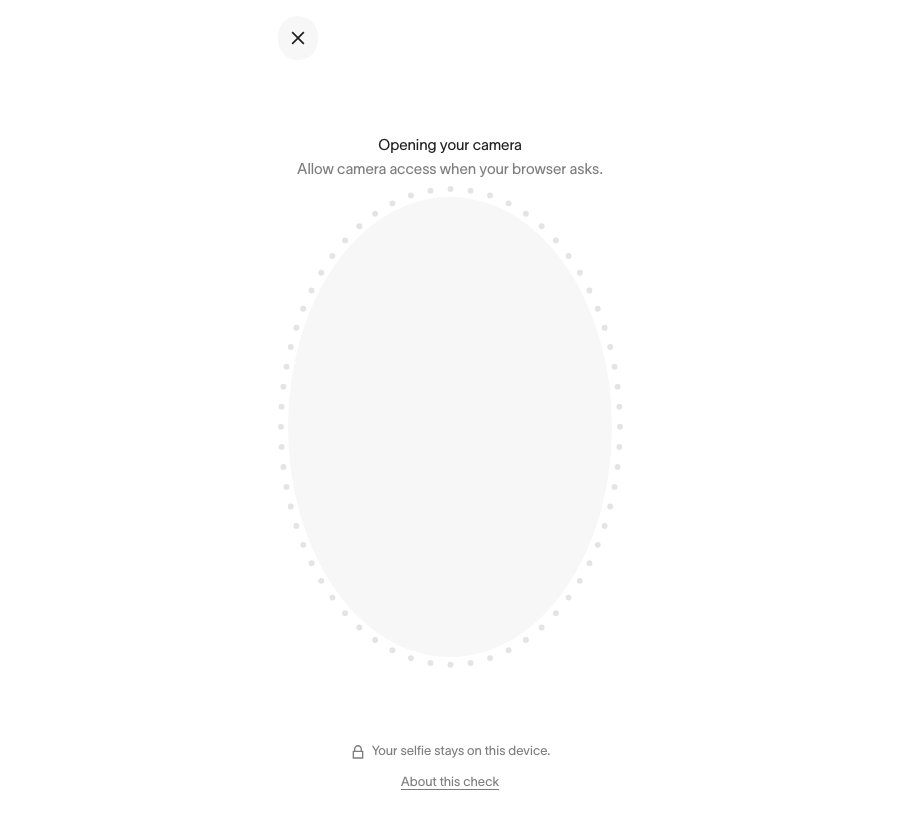 Opening your camera
Allow camera access when your browser asks.
Your selfie stays on this device.
About this check